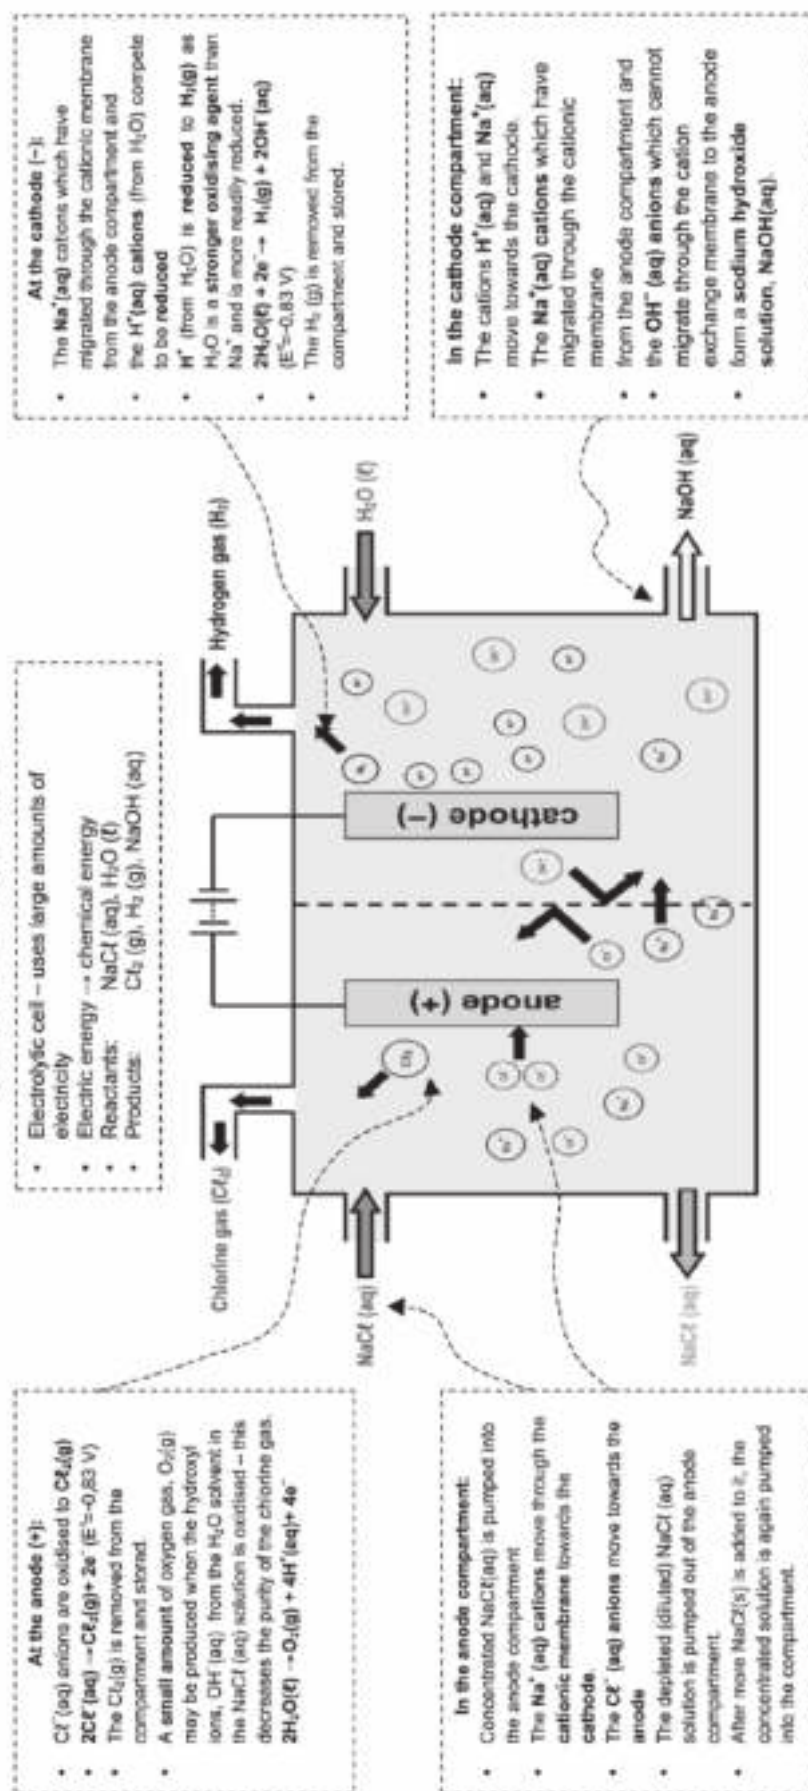 At the anode (+):
• Cℓ⁻(aq) anions are oxidised to Cℓ₂(g)
• 2Cℓ⁻(aq) → Cℓ₂(g)+ 2e⁻ (E°=-0,83 V)
• The Cℓ₂(g) is removed from the
compartment and stored.
• A small amount of oxygen gas, O₂(g)
may be produced when the hydroxyl
ions, OH⁻(aq) from the H₂O solvent in
the NaCℓ (aq) solution is oxidised – this
decreases the purity of the chlorine gas.
2H₂O(ℓ) → O₂(g) + 4H⁺(aq)+ 4e⁻
In the anode compartment:
• Concentrated NaCℓ(aq) is pumped into
the anode compartment
• The Na⁺ (aq) cations move through the
cationic membrane towards the
cathode.
• The Cℓ⁻ (aq) anions move towards the
anode
• The depleted (diluted) NaCℓ (aq)
solution is pumped out of the anode
compartment.
• After more NaCℓ(s) is added to it, the
concentrated solution is again pumped
into the compartment.
• Electrolytic cell – uses large amounts of
electricity
• Electric energy → chemical energy
• Reactants: NaCℓ (aq), H₂O (ℓ)
• Products: Cℓ₂ (g), H₂ (g), NaOH (aq)
Chlorine gas (Cℓ₂)
Hydrogen gas (H₂)
NaCℓ (aq)
H₂O (ℓ)
anode (+)
cathode (−)
NaCℓ (aq)
NaOH (aq)
At the cathode (−):
• The Na⁺(aq) cations which have
migrated through the cationic membrane
from the anode compartment and
• the H⁺(aq) cations (from H₂O) compete
to be reduced
• H⁺ (from H₂O) is reduced to H₂(g) as
H₂O is a stronger oxidising agent than
Na⁺ and is more readily reduced.
• 2H₂O(ℓ) + 2e⁻ → H₂(g) + 2OH⁻(aq)
(E°=-0,83 V)
• The H₂ (g) is removed from the
compartment and stored.
In the cathode compartment:
• The cations H⁺(aq) and Na⁺(aq)
move towards the cathode.
• The Na⁺(aq) cations which have
migrated through the cationic
membrane
• from the anode compartment and
• the OH⁻ (aq) anions which cannot
migrate through the cation
exchange membrane to the anode
• form a sodium hydroxide
solution, NaOH(aq).